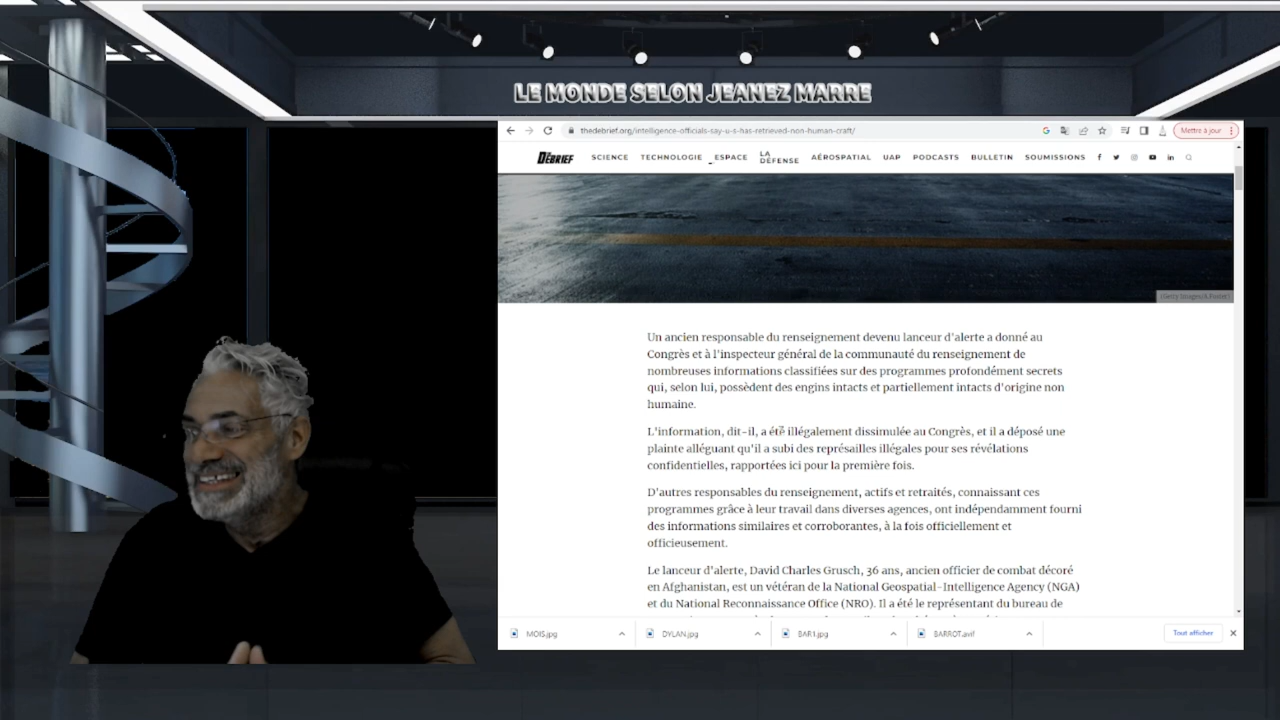 LE MONDE SELON JEANEZ MARRE
thedebrief.org/intelligence-officials-say-u-s-has-retrieved-non-human-craft/
Mettre à jour
DEBRIEF
SCIENCE TECHNOLOGIE ESPACE LA DÉFENSE AÉROSPATIAL UAP PODCASTS BULLETIN SOUMISSIONS
Un ancien responsable du renseignement devenu lanceur d'alerte a donné au
Congrès et à l'inspecteur général de la communauté du renseignement de
nombreuses informations classifiées sur des programmes profondément secrets
qui, selon lui, possèdent des engins intacts et partiellement intacts d'origine non
humaine.
L'information, dit-il, a été illégalement dissimulée au Congrès, et il a déposé une
plainte alléguant qu'il a subi des représailles illégales pour ses révélations
confidentielles, rapportées ici pour la première fois.
D'autres responsables du renseignement, actifs et retraités, connaissant ces
programmes grâce à leur travail dans diverses agences, ont indépendamment fourni
des informations similaires et corroborantes, à la fois officiellement et
officieusement.
Le lanceur d'alerte, David Charles Grusch, 36 ans, ancien officier de combat décoré
en Afghanistan, est un vétéran de la National Geospatial-Intelligence Agency (NGA)
et du National Reconnaissance Office (NRO). Il a été le représentant du bureau de
MOIS.jpg DYLAN.jpg BAR1.jpg BARROT.avif Tout afficher